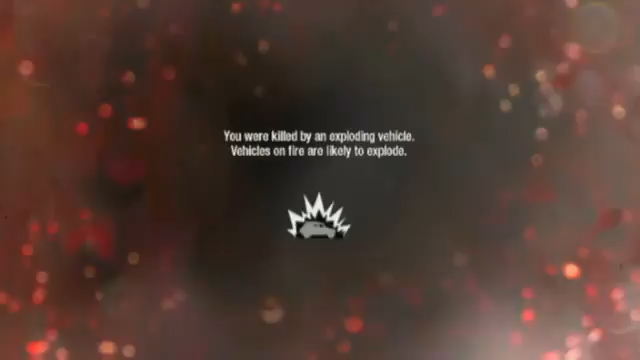 You were killed by an exploding vehicle.
Vehicles on fire are likely to explode.